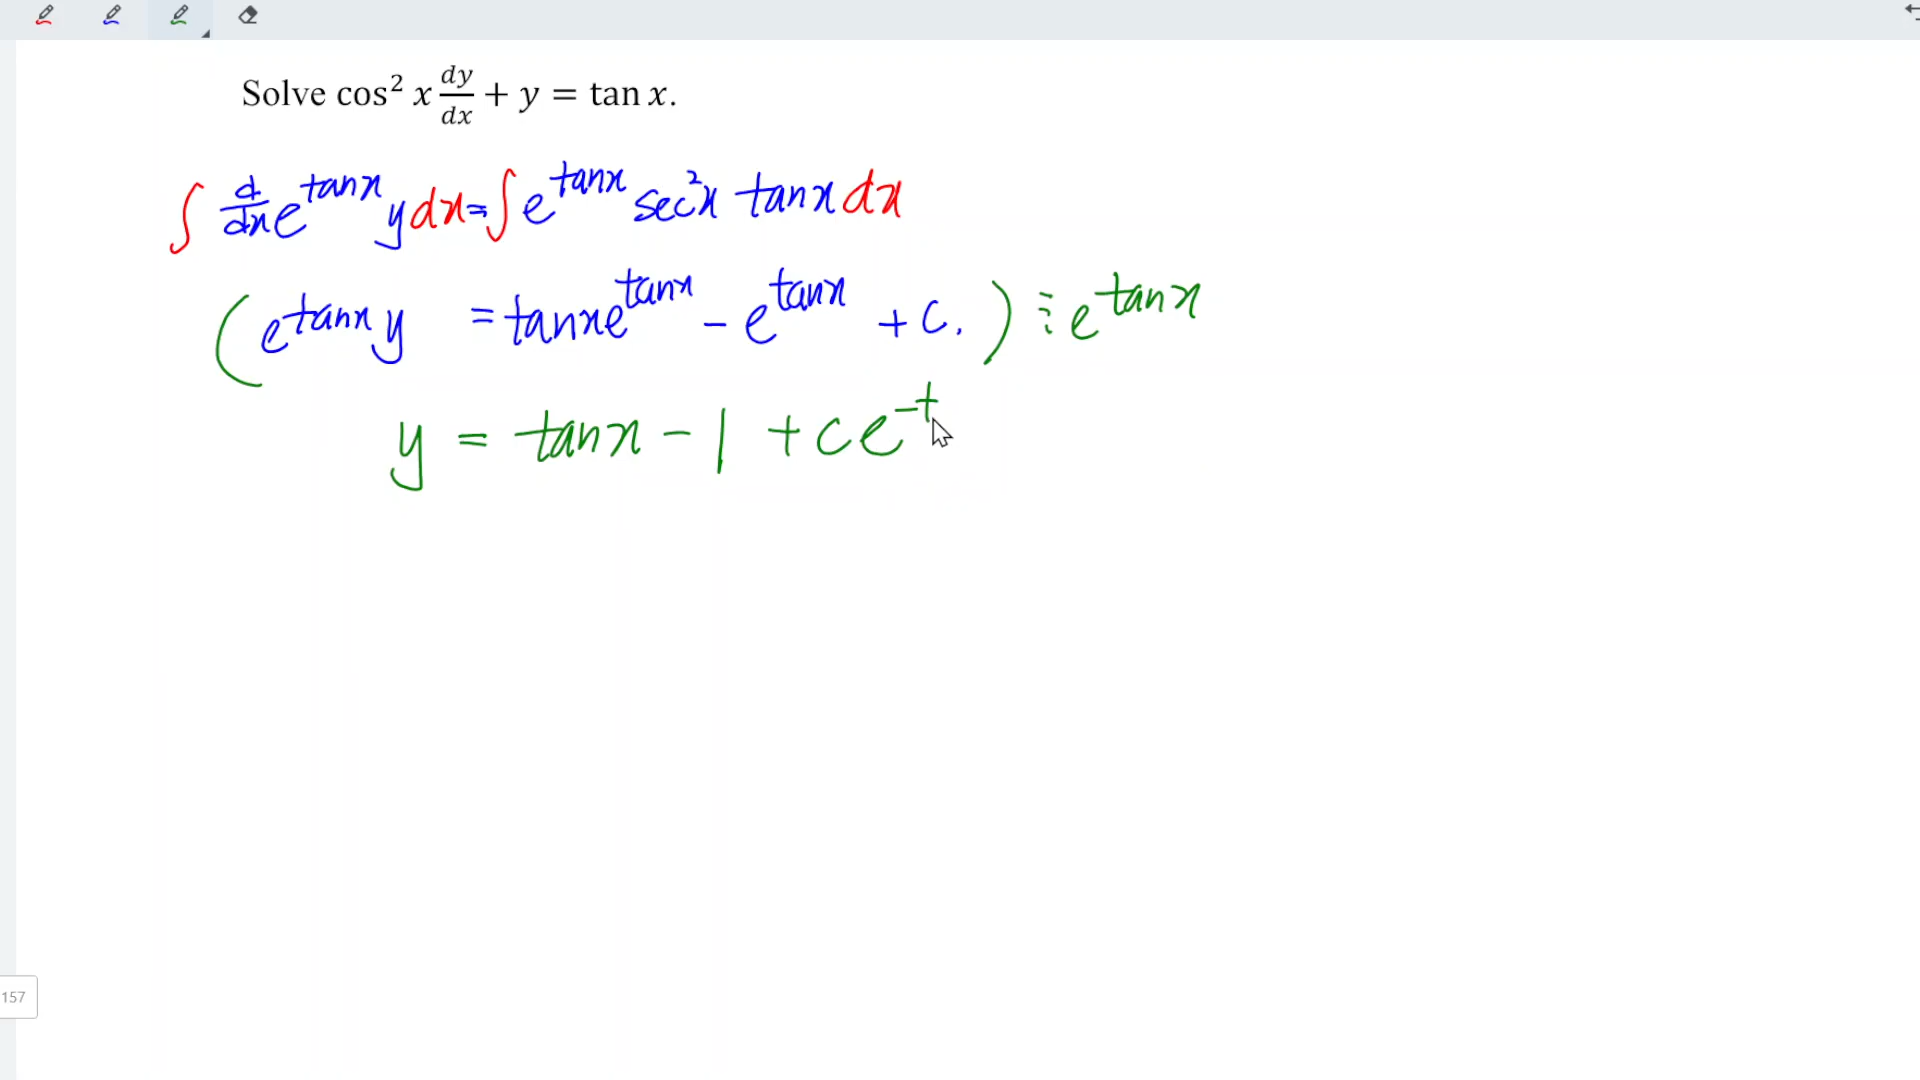 Solve cos² x dy/dx + y = tan x.
∫ d/dx e^tanx y dx = ∫ e^tanx sec²x tanx dx
( e^tanx y = tanx e^tanx - e^tanx + c. ) ÷ e^tanx
y = tanx - 1 + ce^-t
157